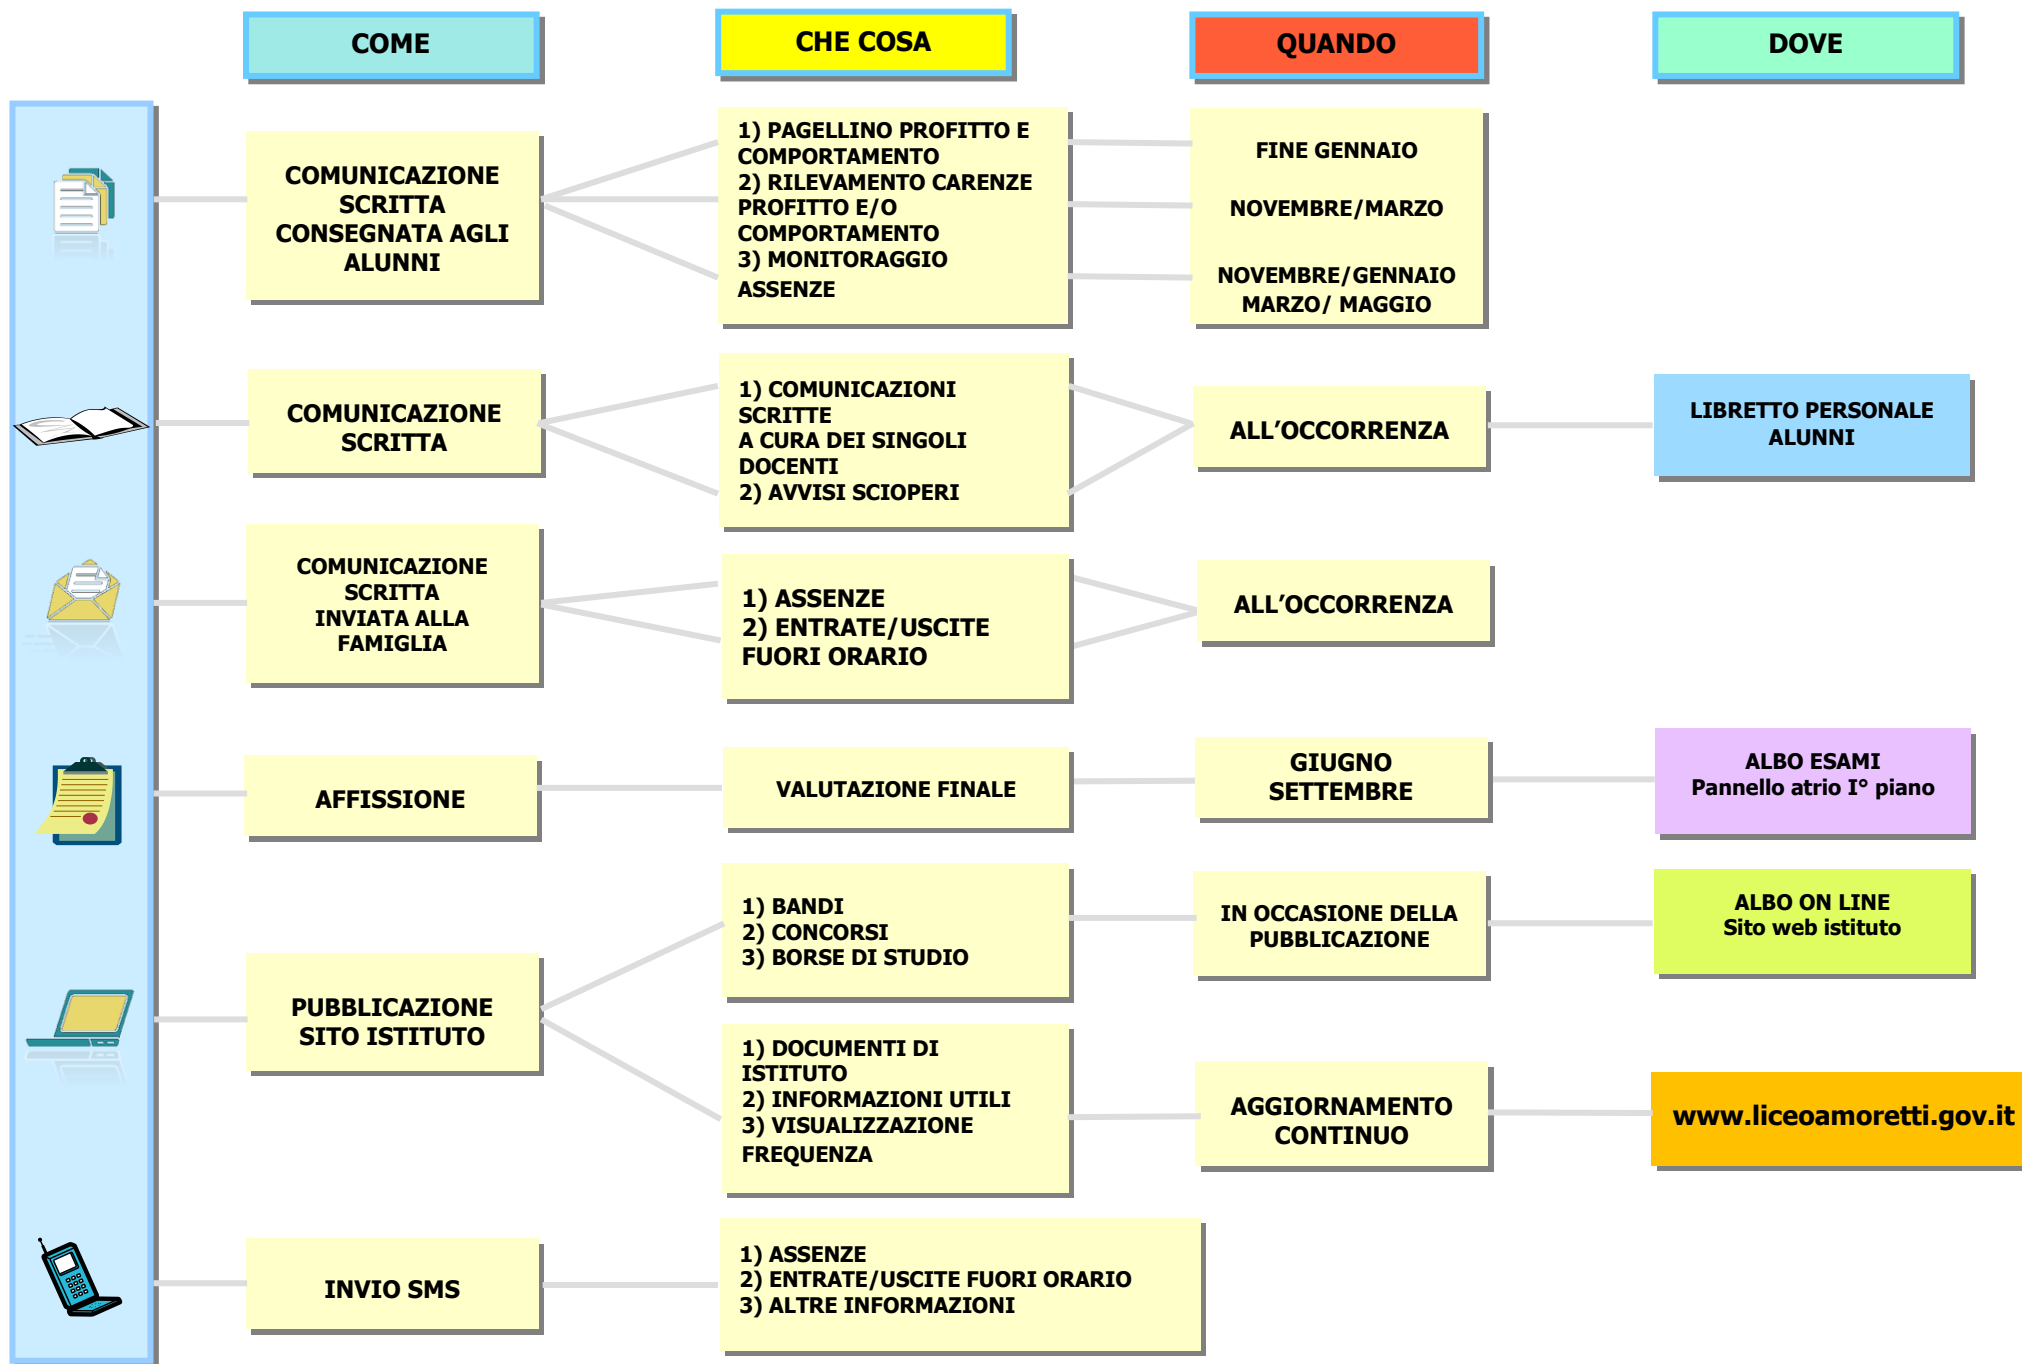 COME
CHE COSA
QUANDO
DOVE
COMUNICAZIONE
SCRITTA
CONSEGNATA AGLI
ALUNNI
1) PAGELLINO PROFITTO E
COMPORTAMENTO
2) RILEVAMENTO CARENZE
PROFITTO E/O
COMPORTAMENTO
3) MONITORAGGIO
ASSENZE
FINE GENNAIO
NOVEMBRE/MARZO
NOVEMBRE/GENNAIO
MARZO/ MAGGIO
COMUNICAZIONE
SCRITTA
1) COMUNICAZIONI
SCRITTE
A CURA DEI SINGOLI
DOCENTI
2) AVVISI SCIOPERI
ALL’OCCORRENZA
LIBRETTO PERSONALE
ALUNNI
COMUNICAZIONE
SCRITTA
INVIATA ALLA
FAMIGLIA
1) ASSENZE
2) ENTRATE/USCITE
FUORI ORARIO
ALL’OCCORRENZA
AFFISSIONE
VALUTAZIONE FINALE
GIUGNO
SETTEMBRE
ALBO ESAMI
Pannello atrio I° piano
PUBBLICAZIONE
SITO ISTITUTO
1) BANDI
2) CONCORSI
3) BORSE DI STUDIO
IN OCCASIONE DELLA
PUBBLICAZIONE
ALBO ON LINE
Sito web istituto
1) DOCUMENTI DI
ISTITUTO
2) INFORMAZIONI UTILI
3) VISUALIZZAZIONE
FREQUENZA
AGGIORNAMENTO
CONTINUO
www.liceoamoretti.gov.it
INVIO SMS
1) ASSENZE
2) ENTRATE/USCITE FUORI ORARIO
3) ALTRE INFORMAZIONI